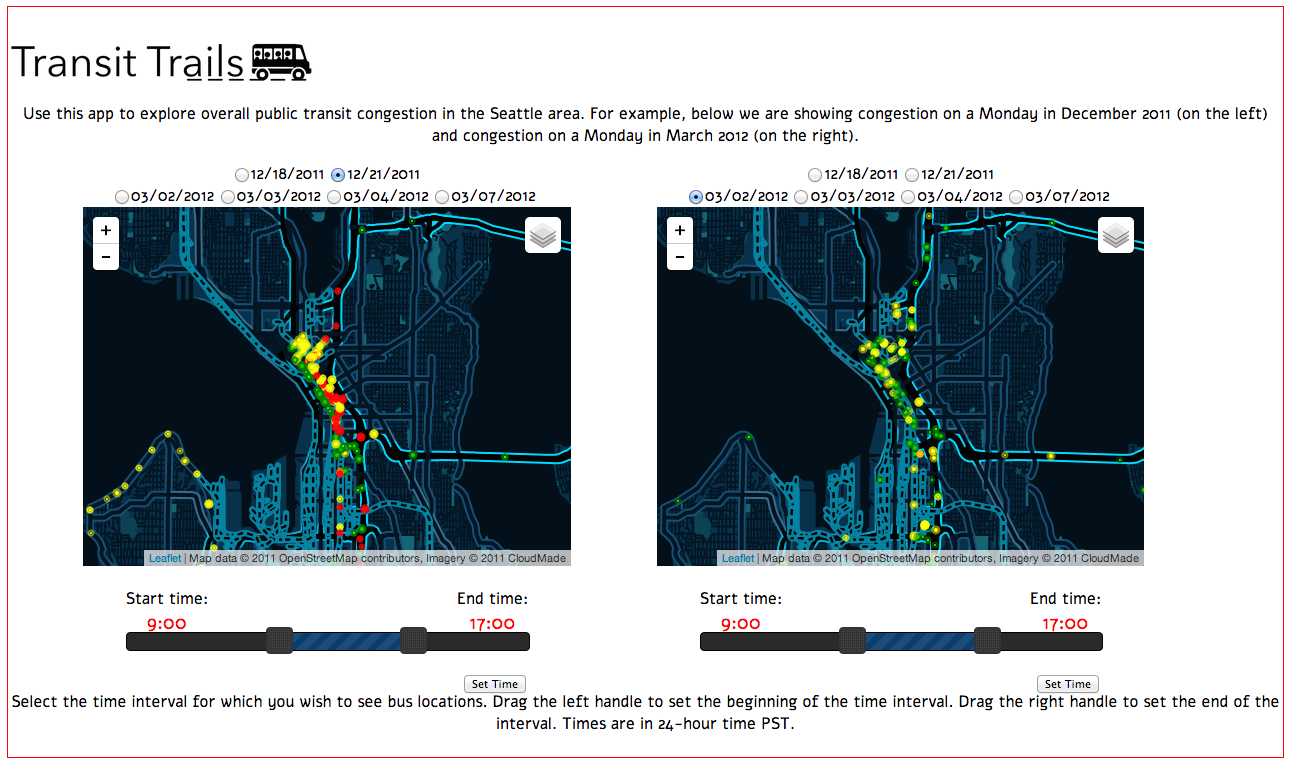 Transit Trails
Use this app to explore overall public transit congestion in the Seattle area. For example, below we are showing congestion on a Monday in December 2011 (on the left)
and congestion on a Monday in March 2012 (on the right).
12/18/2011 12/21/2011
03/02/2012 03/03/2012 03/04/2012 03/07/2012
+
−
Leaflet | Map data © 2011 OpenStreetMap contributors, Imagery © 2011 CloudMade
Start time: End time:
9:00 17:00
Set Time
12/18/2011 12/21/2011
03/02/2012 03/03/2012 03/04/2012 03/07/2012
+
−
Leaflet | Map data © 2011 OpenStreetMap contributors, Imagery © 2011 CloudMade
Start time: End time:
9:00 17:00
Set Time
Select the time interval for which you wish to see bus locations. Drag the left handle to set the beginning of the time interval. Drag the right handle to set the end of the
interval. Times are in 24-hour time PST.